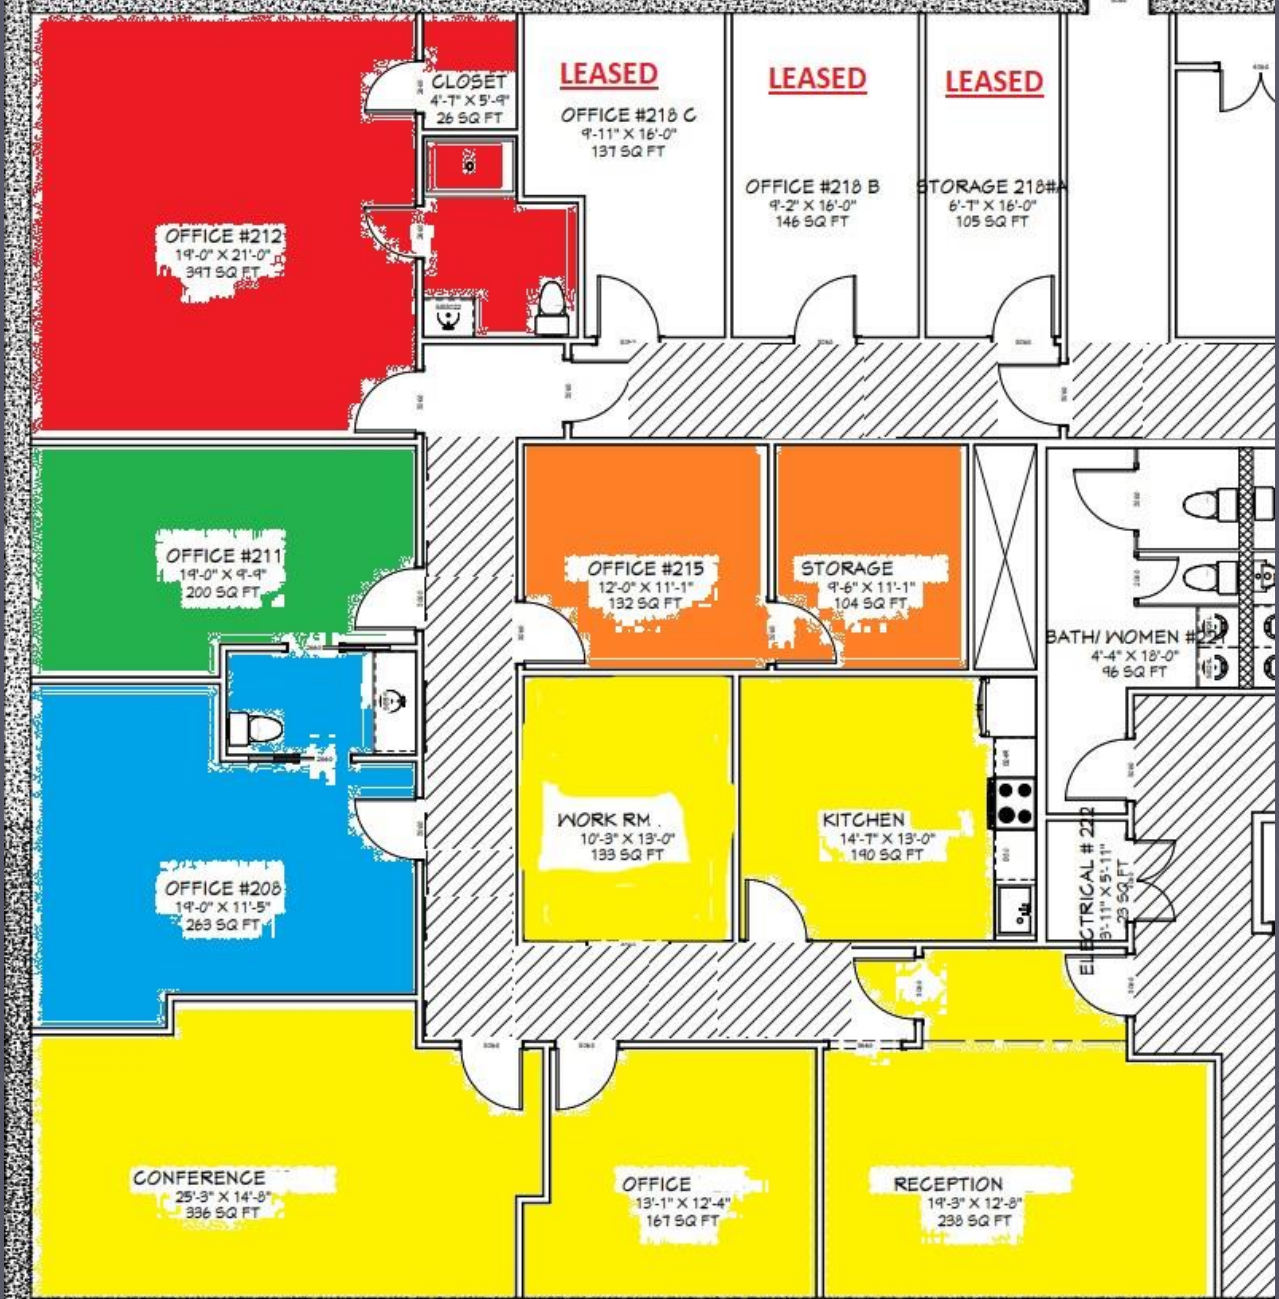 LEASED
LEASED
LEASED
CLOSET
4'-7" X 5'-9"
26 SQ FT
OFFICE #218 C
9'-11" X 16'-0"
137 SQ FT
OFFICE #218 B
9'-2" X 16'-0"
146 SQ FT
STORAGE 218#A
6'-7" X 16'-0"
105 SQ FT
OFFICE #212
19'-0" X 21'-0"
397 SQ FT
OFFICE #211
19'-0" X 9'-9"
200 SQ FT
OFFICE #215
12'-0" X 11'-1"
132 SQ FT
STORAGE
9'-6" X 11'-1"
104 SQ FT
BATH/ WOMEN #221
4'-4" X 18'-0"
96 SQ FT
OFFICE #208
19'-0" X 11'-5"
263 SQ FT
WORK RM.
10'-3" X 13'-0"
133 SQ FT
KITCHEN
14'-7" X 13'-0"
190 SQ FT
ELECTRICAL # 222
3'-11" X 5'-11"
23 SQ FT
CONFERENCE
25'-3" X 14'-8"
336 SQ FT
OFFICE
13'-1" X 12'-4"
167 SQ FT
RECEPTION
19'-3" X 12'-8"
238 SQ FT